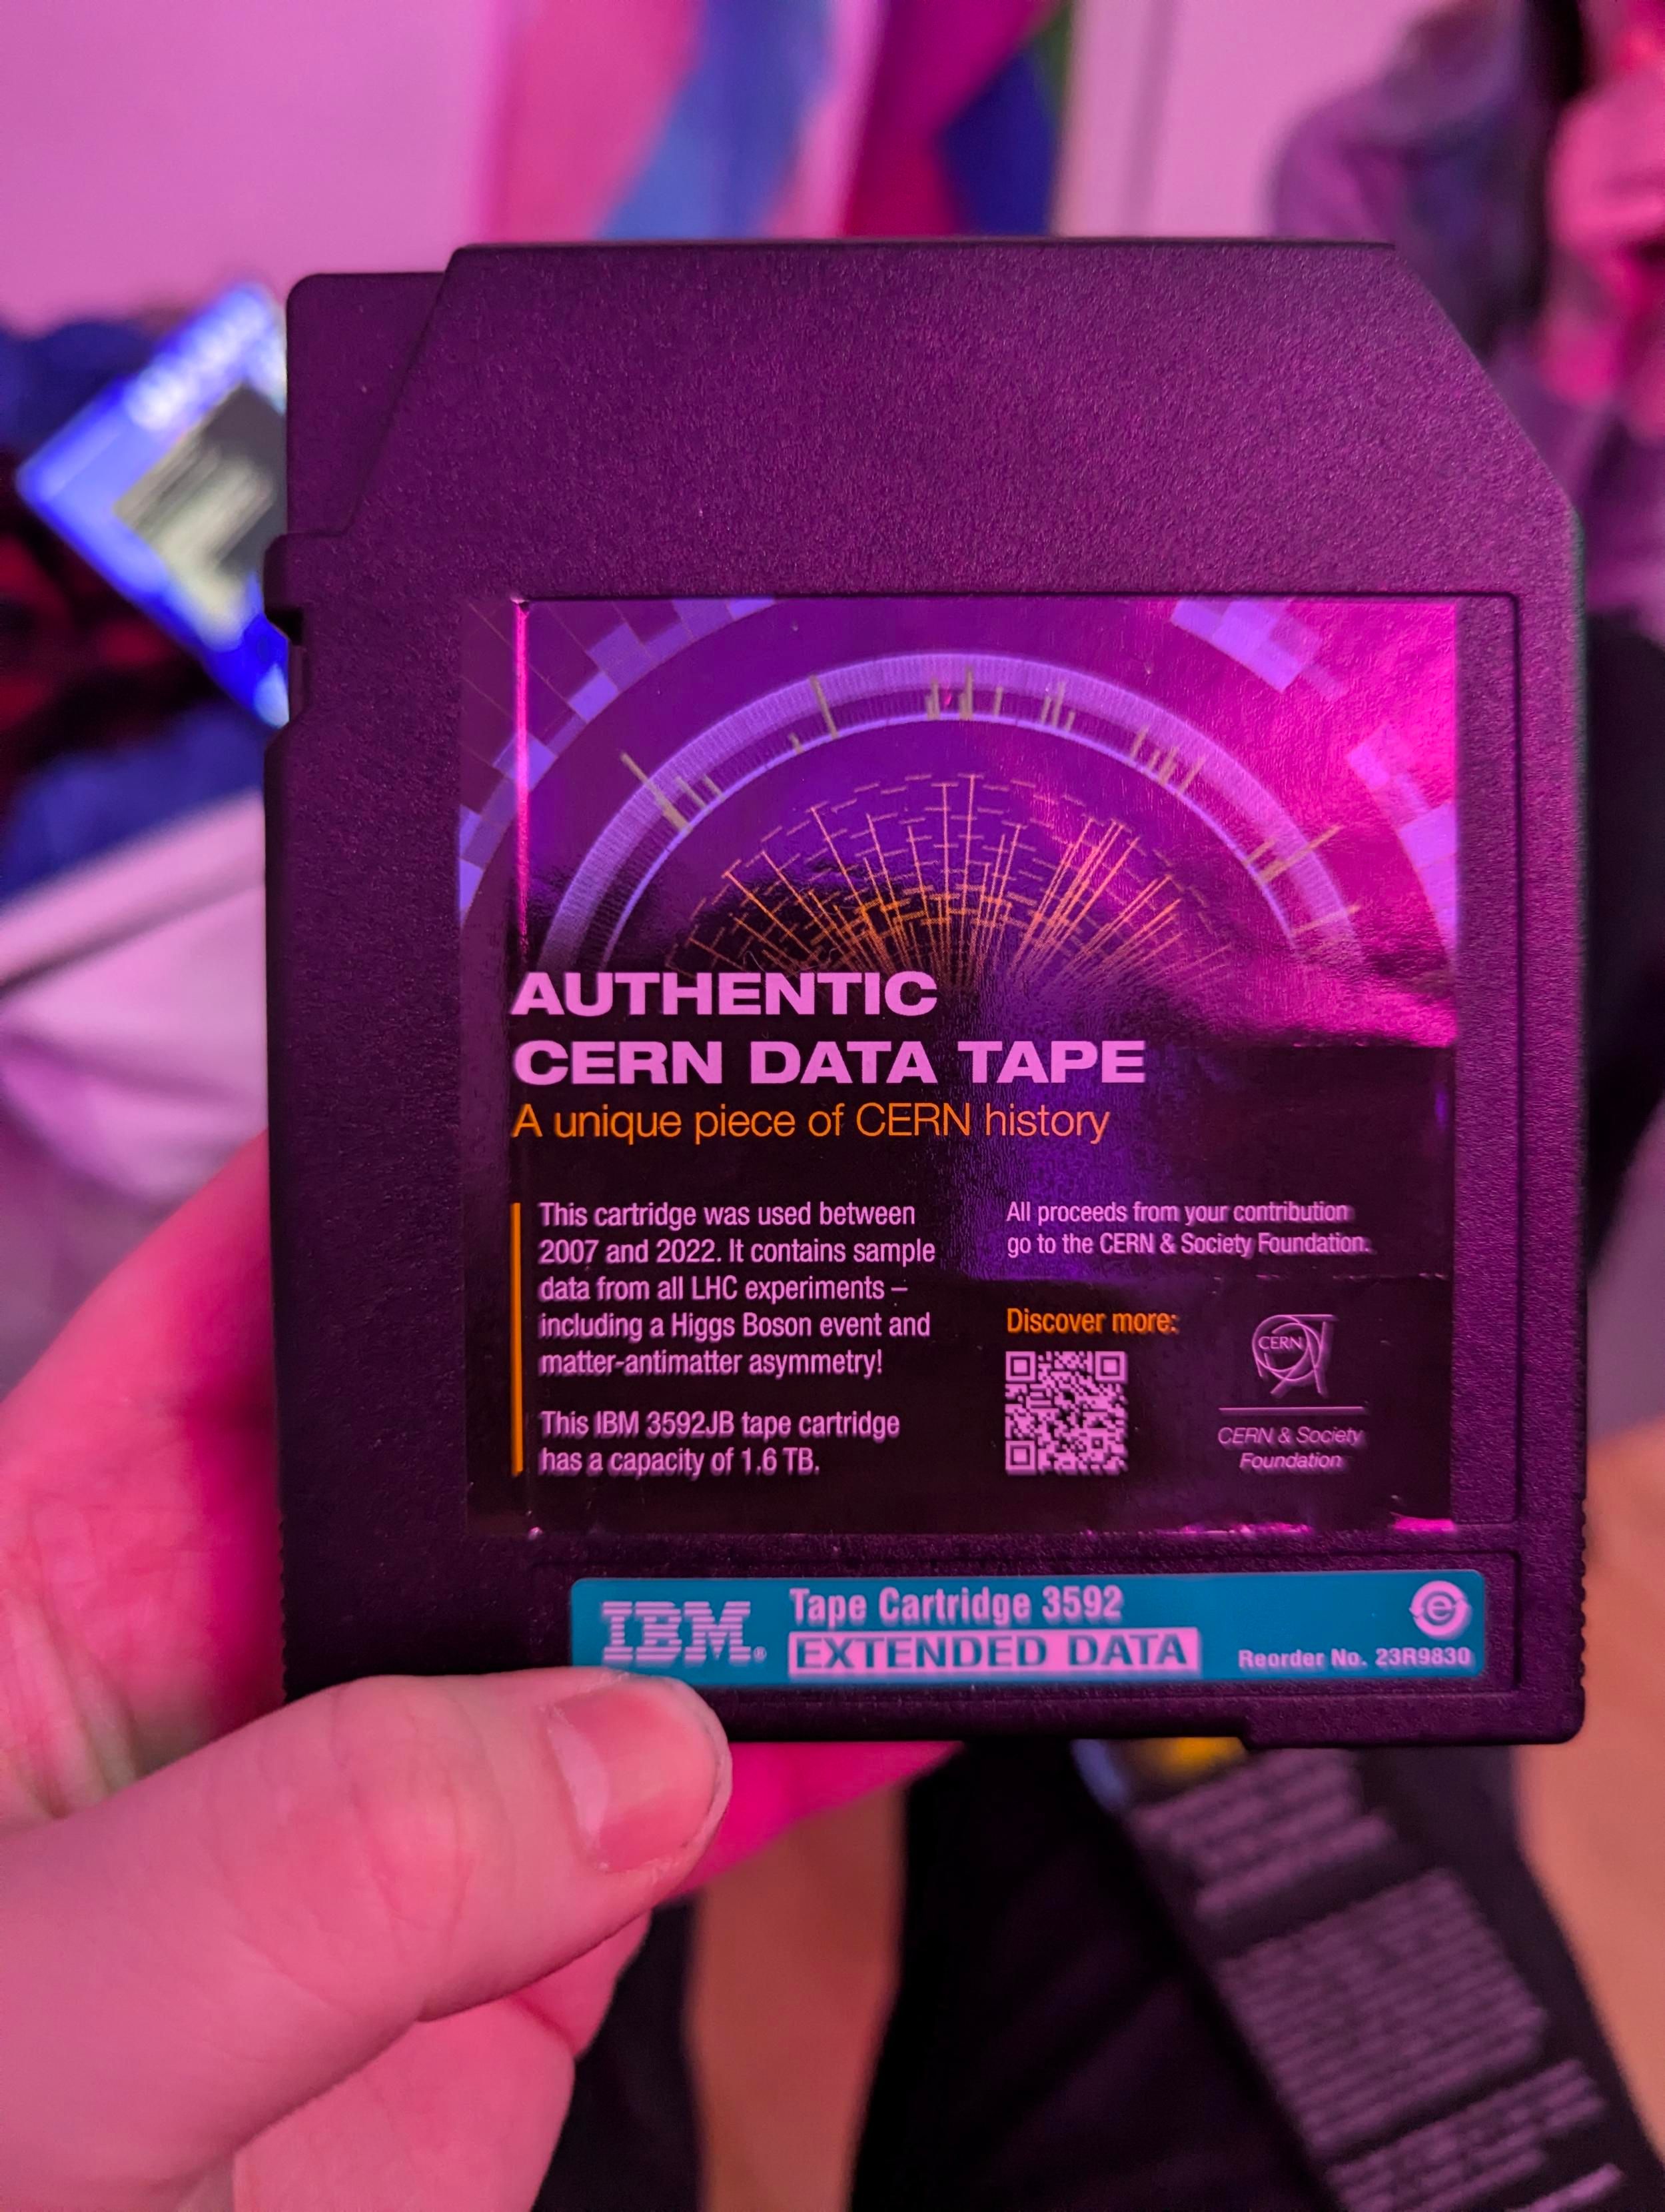 AUTHENTIC
CERN DATA TAPE
A unique piece of CERN history
This cartridge was used between
2007 and 2022. It contains sample
data from all LHC experiments –
including a Higgs Boson event and
matter-antimatter asymmetry!
This IBM 3592JB tape cartridge
has a capacity of 1.6 TB.
All proceeds from your contribution
go to the CERN & Society Foundation.
Discover more:
CERN
CERN & Society
Foundation
IBM®
Tape Cartridge 3592
EXTENDED DATA
e
Reorder No. 23R9830